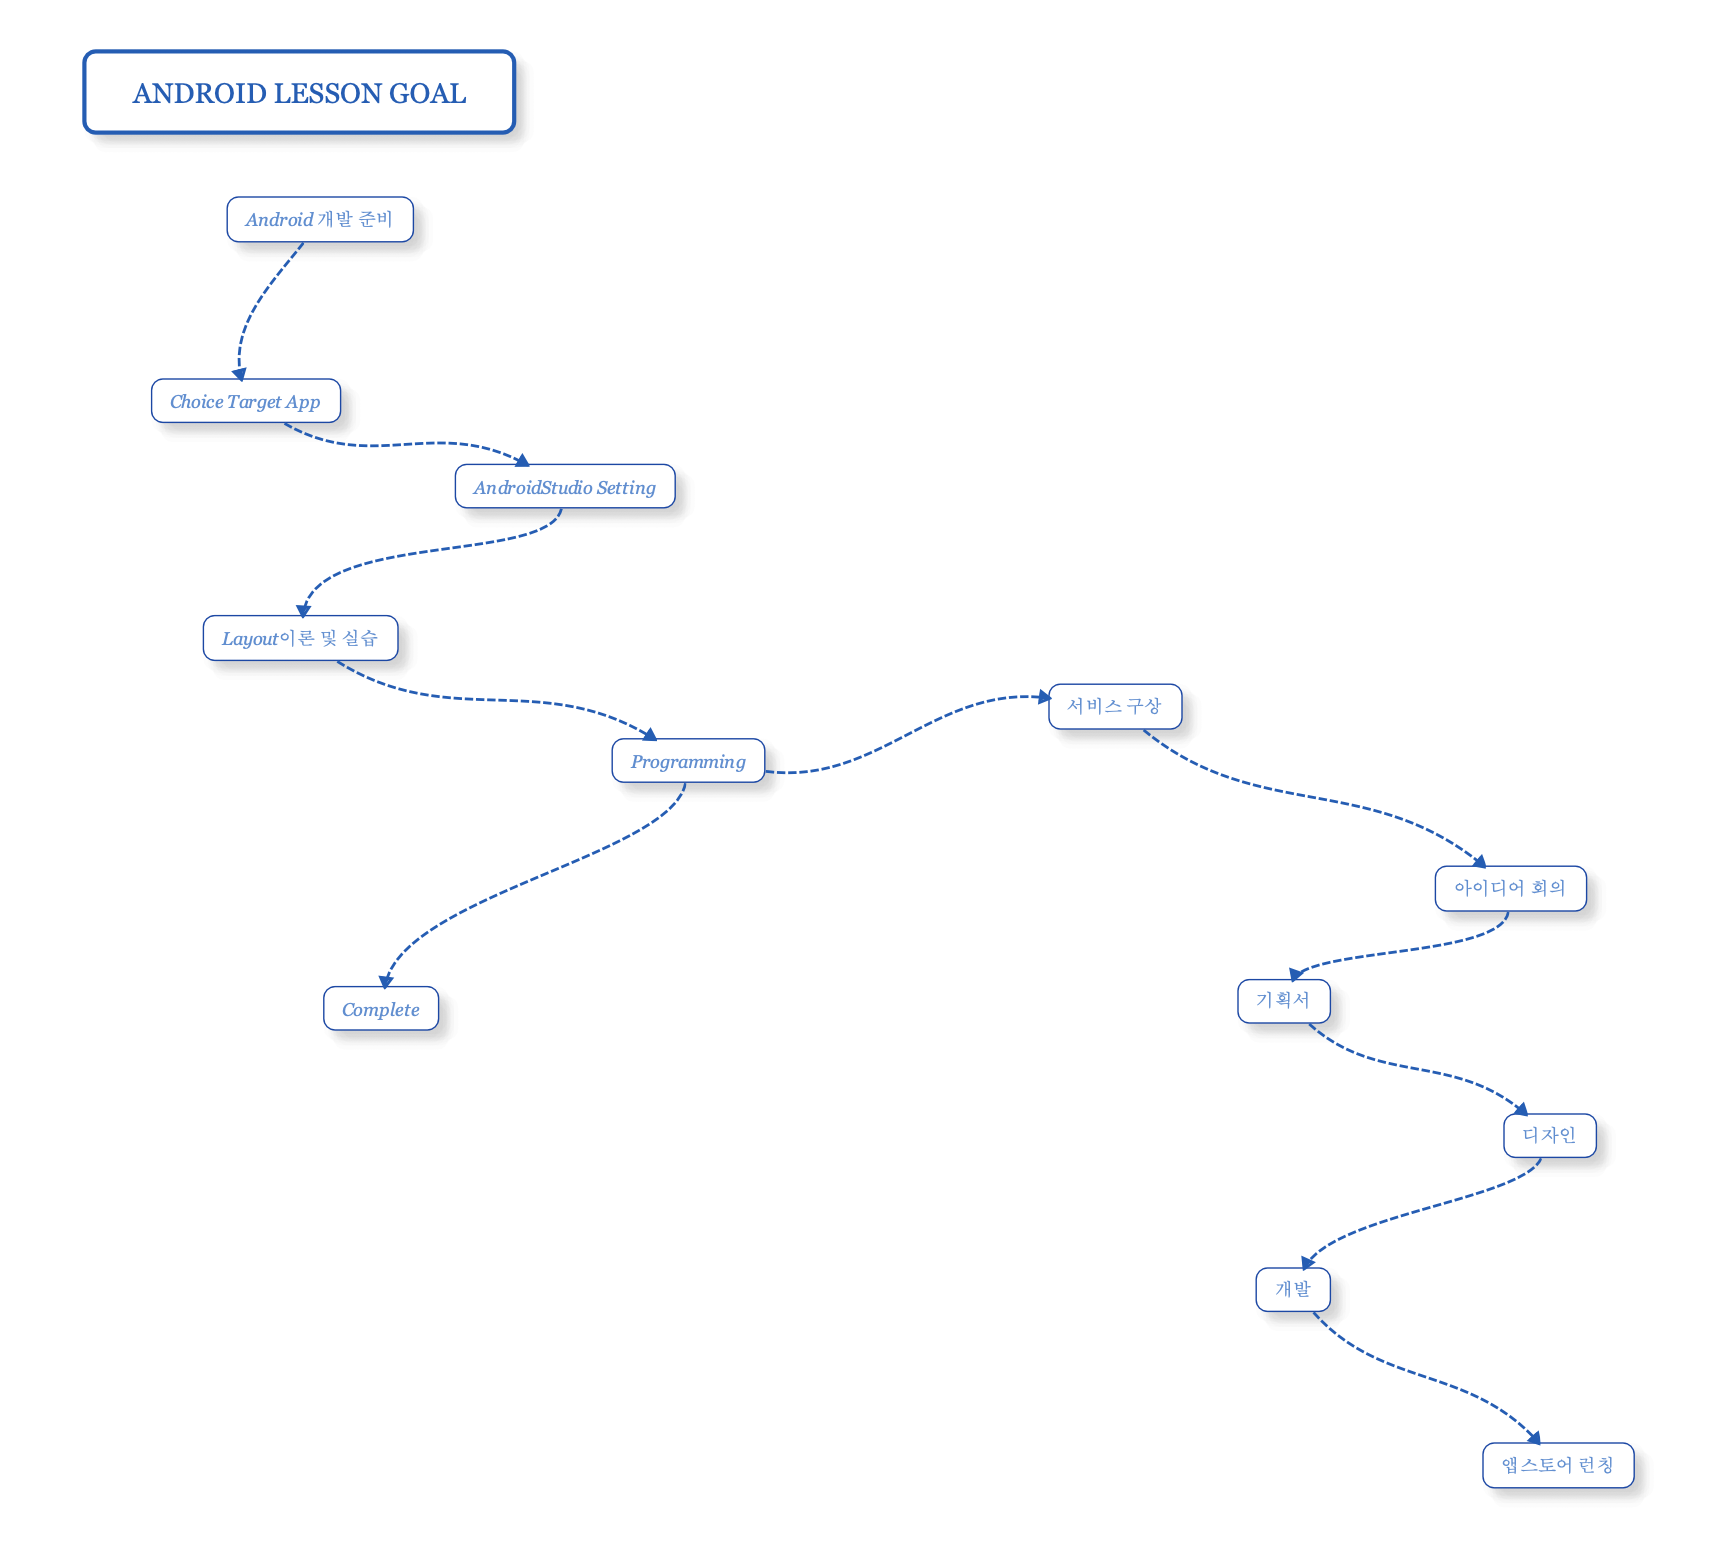 ANDROID LESSON GOAL
Android 개발 준비
Choice Target App
AndroidStudio Setting
Layout이론 및 실습
Programming
서비스 구상
아이디어 회의
기획서
Complete
디자인
개발
앱스토어 런칭